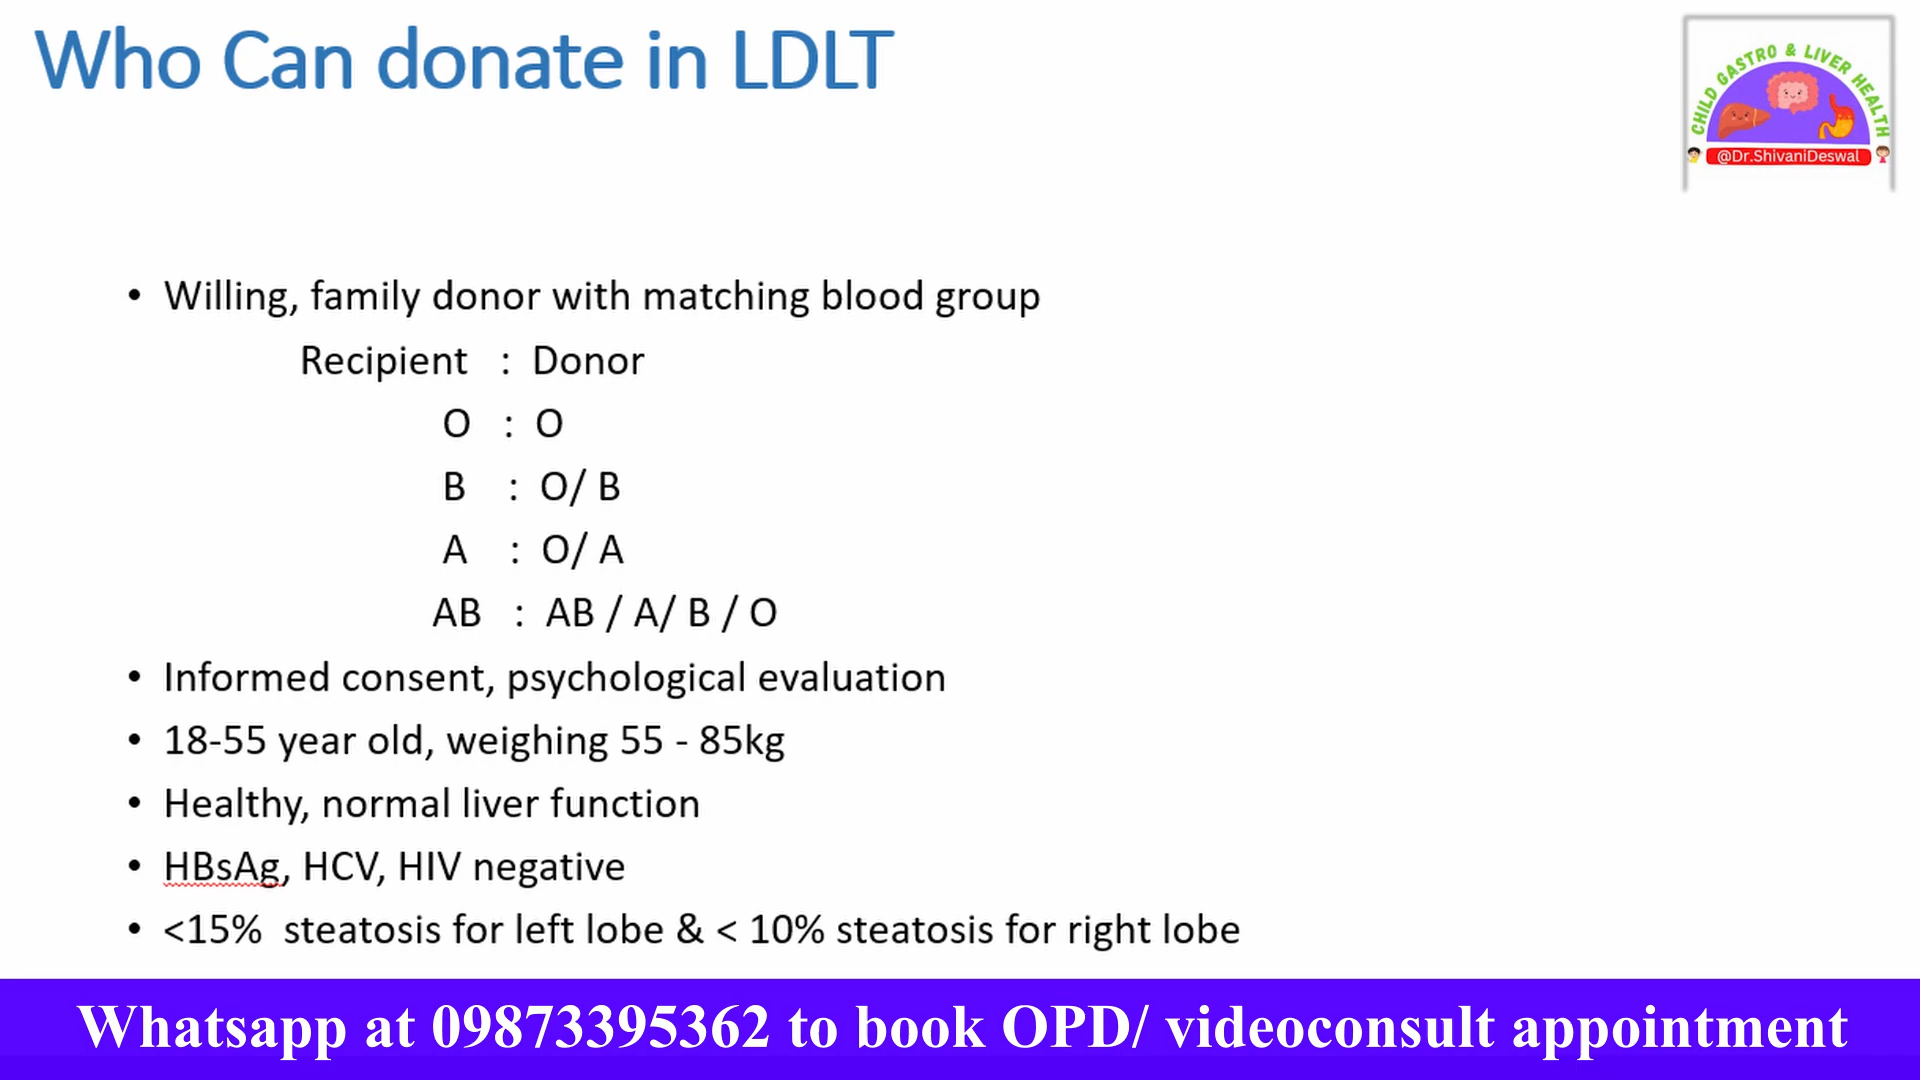 Who Can donate in LDLT
CHILD GASTRO & LIVER HEALTH
@Dr.ShivaniDeswal
• Willing, family donor with matching blood group
Recipient : Donor
O : O
B : O/ B
A : O/ A
AB : AB / A/ B / O
• Informed consent, psychological evaluation
• 18-55 year old, weighing 55 - 85kg
• Healthy, normal liver function
• HBsAg, HCV, HIV negative
• <15% steatosis for left lobe & < 10% steatosis for right lobe
Whatsapp at 09873395362 to book OPD/ videoconsult appointment